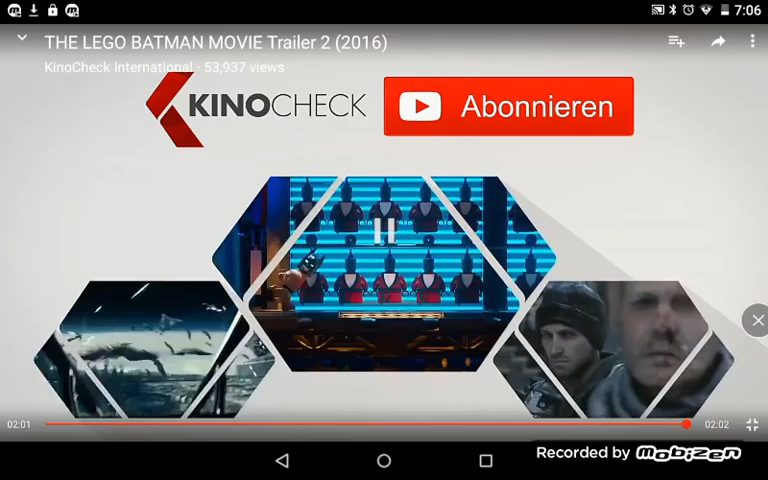 7:06
THE LEGO BATMAN MOVIE Trailer 2 (2016)
KinoCheck International · 53,937 views
KINOCHECK
Abonnieren
02:01
02:02
Recorded by mobizen